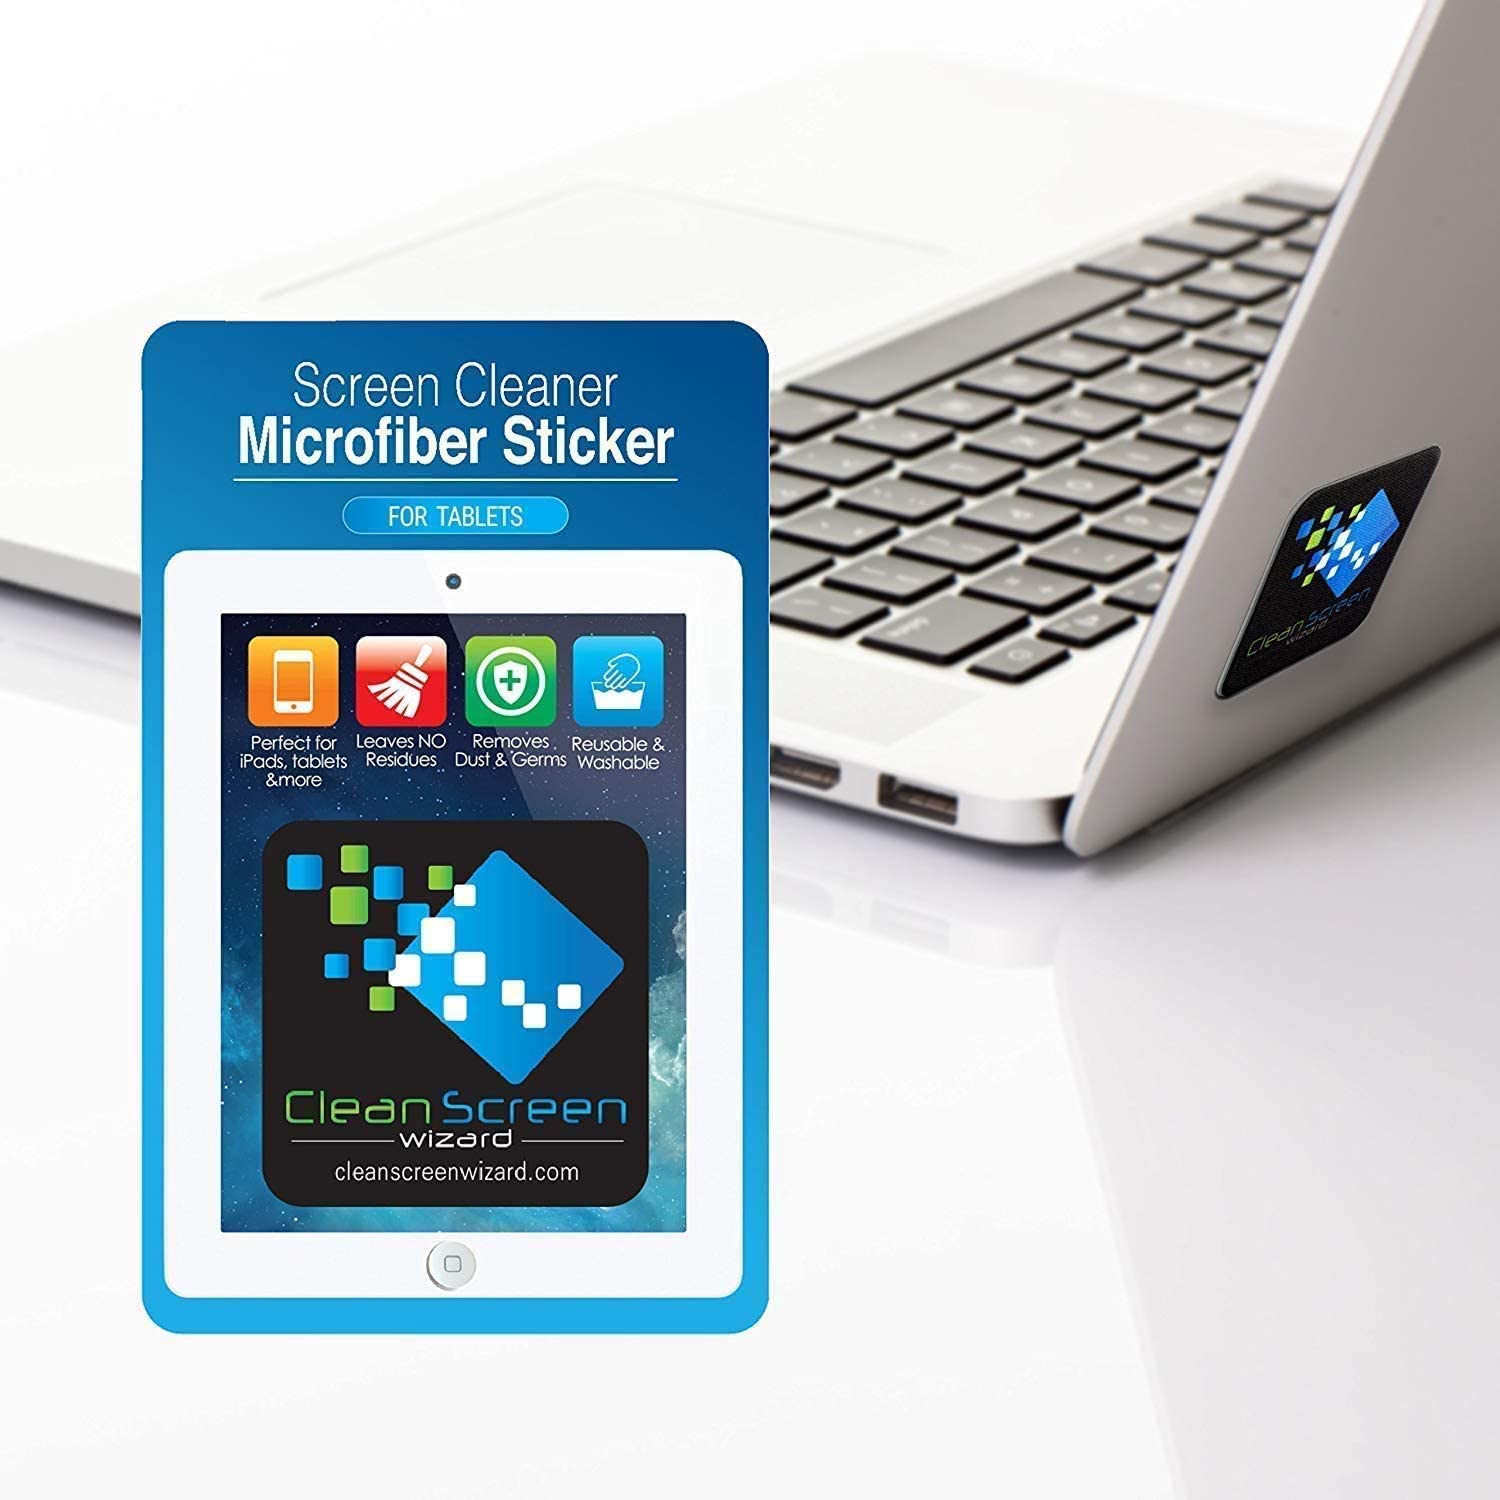 Screen Cleaner
Microfiber Sticker
FOR TABLETS
Perfect for
iPads, tablets
&more
Leaves NO
Residues
Removes
Dust & Germs
Reusable &
Washable
Clean Screen
wizard
cleanscreenwizard.com
Clean Screen
wizard